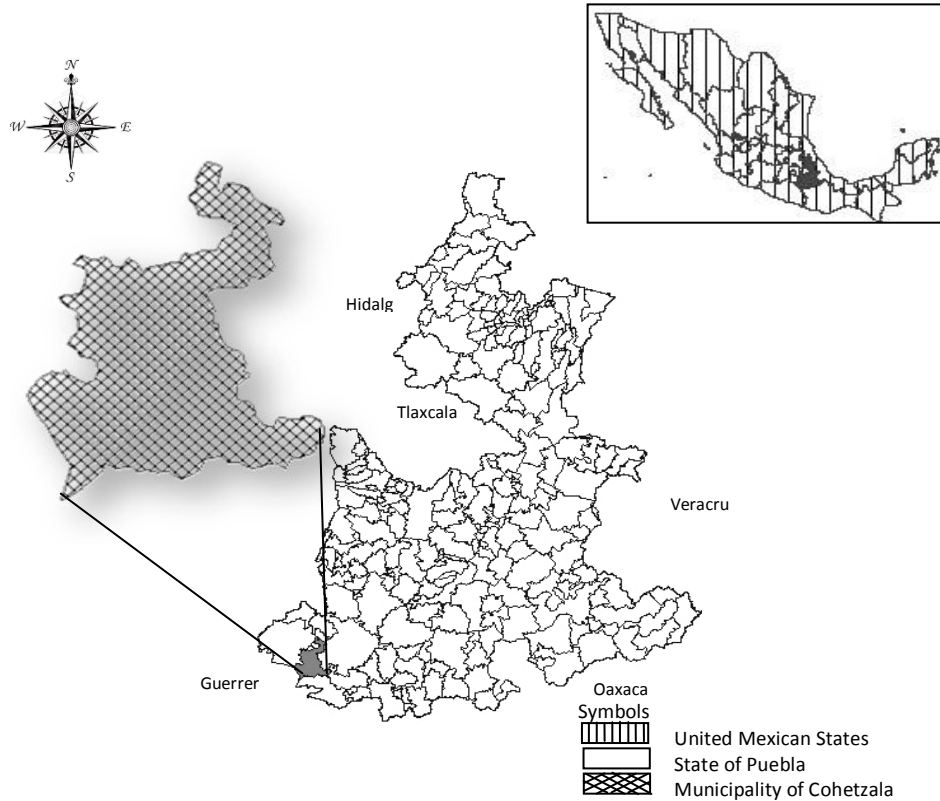 N
W E
S
Hidalg
Tlaxcala
Veracru
Guerrer
Oaxaca
Symbols
United Mexican States
State of Puebla
Municipality of Cohetzala